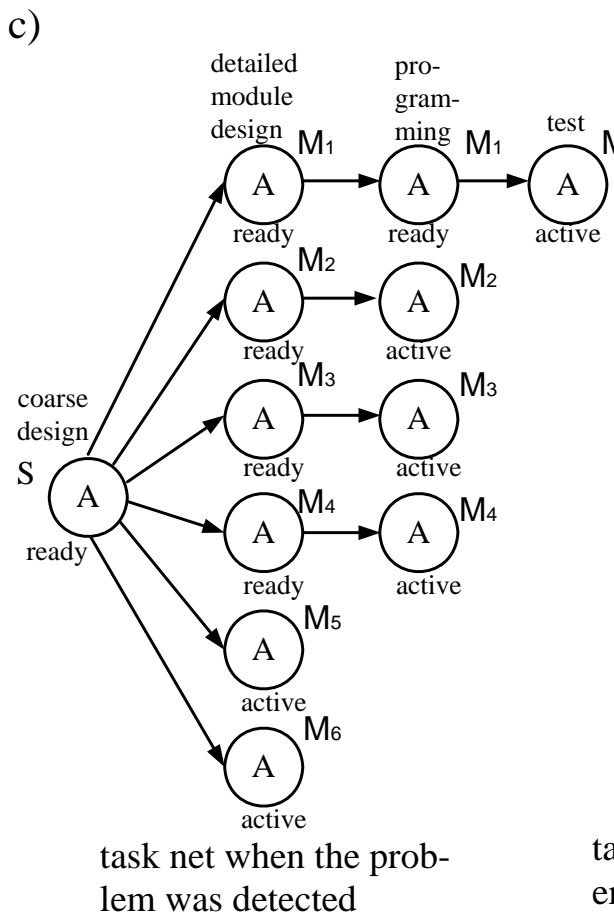 c)
detailed
module
design
pro-
gram-
ming
test
M1
M1
M
A
A
A
ready
ready
active
M2
M2
A
A
ready
active
M3
M3
A
A
ready
active
coarse
design
S
A
ready
M4
M4
A
A
ready
active
M5
A
active
M6
A
active
task net when the prob-
lem was detected
ta
er